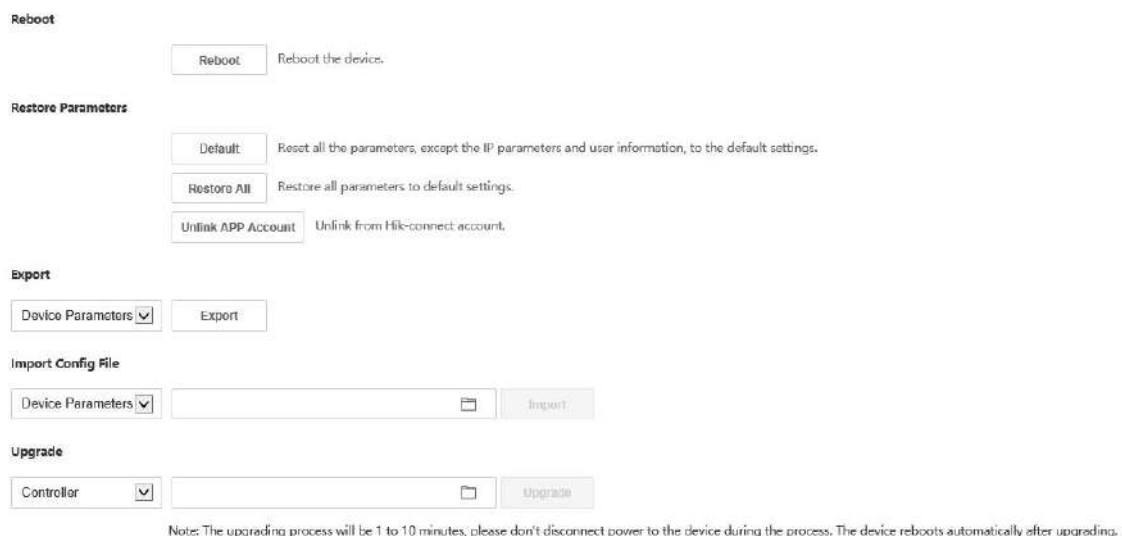 Reboot
Reboot Reboot the device.
Restore Parameters
Default Reset all the parameters, except the IP parameters and user information, to the default settings.
Restore All Restore all parameters to default settings.
Unlink APP Account Unlink from Hik-connect account.
Export
Device Parameters Export
Import Config File
Device Parameters Import
Upgrade
Controller Upgrade
Note: The upgrading process will be 1 to 10 minutes, please don't disconnect power to the device during the process. The device reboots automatically after upgrading.